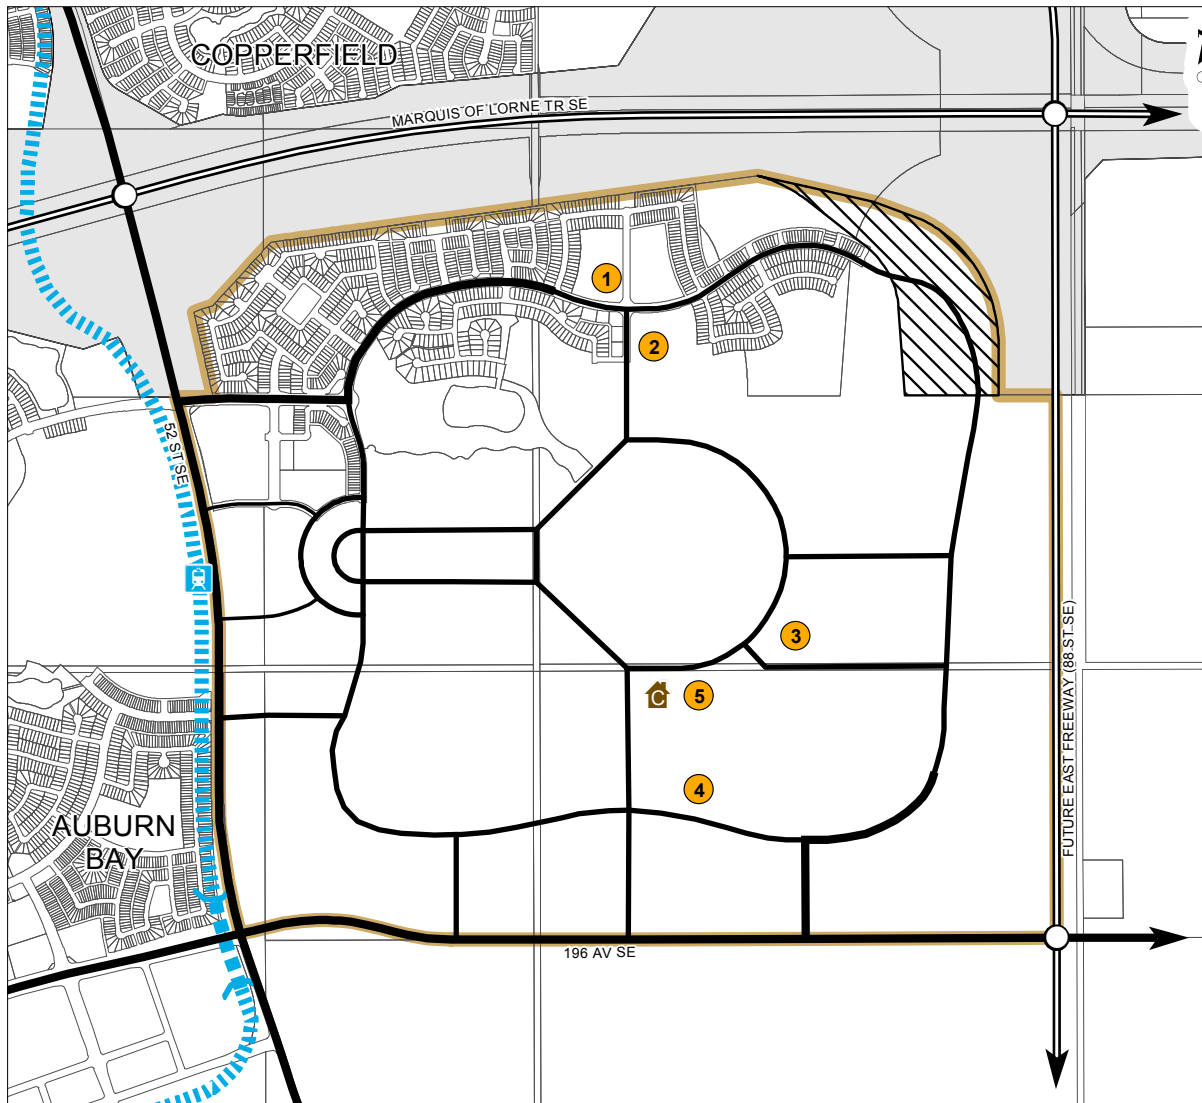 COPPERFIELD
MARQUIS OF LORNE TR SE
1
2
52 ST SE
3
C
5
4
AUBURN
BAY
FUTURE EAST FREEWAY (88 ST SE)
196 AV SE